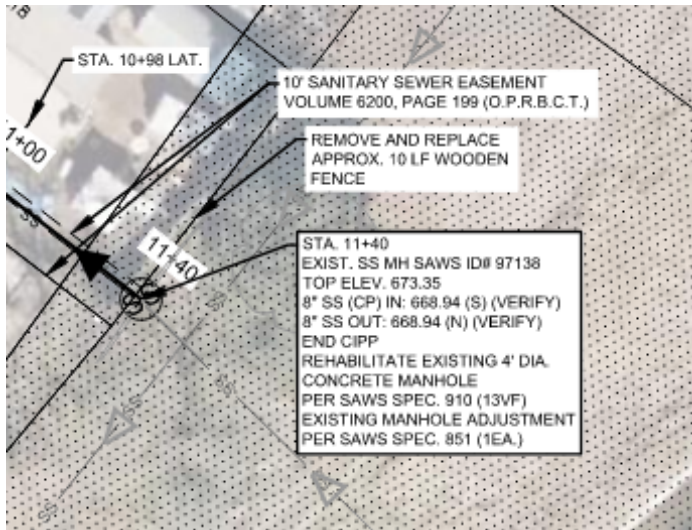 STA. 10+98 LAT.
10' SANITARY SEWER EASEMENT
VOLUME 6200, PAGE 199 (O.P.R.B.C.T.)
REMOVE AND REPLACE
APPROX. 10 LF WOODEN
FENCE
1+00
SS
11+40
STA. 11+40
EXIST. SS MH SAWS ID# 97138
TOP ELEV. 673.35
8" SS (CP) IN: 668.94 (S) (VERIFY)
8" SS OUT: 668.94 (N) (VERIFY)
END CIPP
REHABILITATE EXISTING 4' DIA.
CONCRETE MANHOLE
PER SAWS SPEC. 910 (13VF)
EXISTING MANHOLE ADJUSTMENT
PER SAWS SPEC. 851 (1EA.)
S
SS
SS
SS
SS